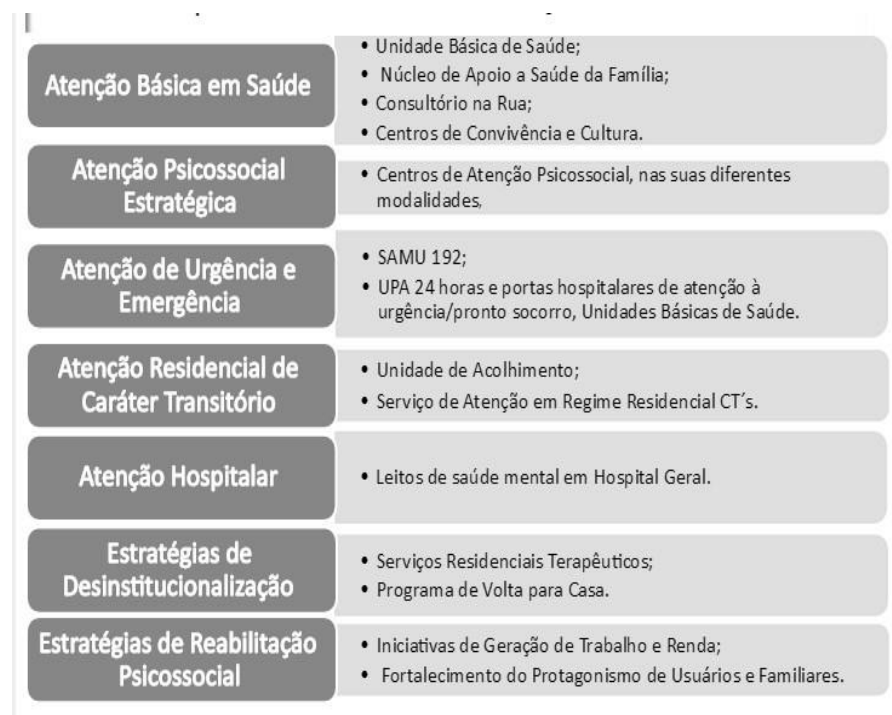 Atenção Básica em Saúde
• Unidade Básica de Saúde;
• Núcleo de Apoio a Saúde da Família;
• Consultório na Rua;
• Centros de Convivência e Cultura.
Atenção Psicossocial
Estratégica
• Centros de Atenção Psicossocial, nas suas diferentes
modalidades,
Atenção de Urgência e
Emergência
• SAMU 192;
• UPA 24 horas e portas hospitalares de atenção à
urgência/pronto socorro, Unidades Básicas de Saúde.
Atenção Residencial de
Caráter Transitório
• Unidade de Acolhimento;
• Serviço de Atenção em Regime Residencial CT´s.
Atenção Hospitalar
• Leitos de saúde mental em Hospital Geral.
Estratégias de
Desinstitucionalização
• Serviços Residenciais Terapêuticos;
• Programa de Volta para Casa.
Estratégias de Reabilitação
Psicossocial
• Iniciativas de Geração de Trabalho e Renda;
• Fortalecimento do Protagonismo de Usuários e Familiares.